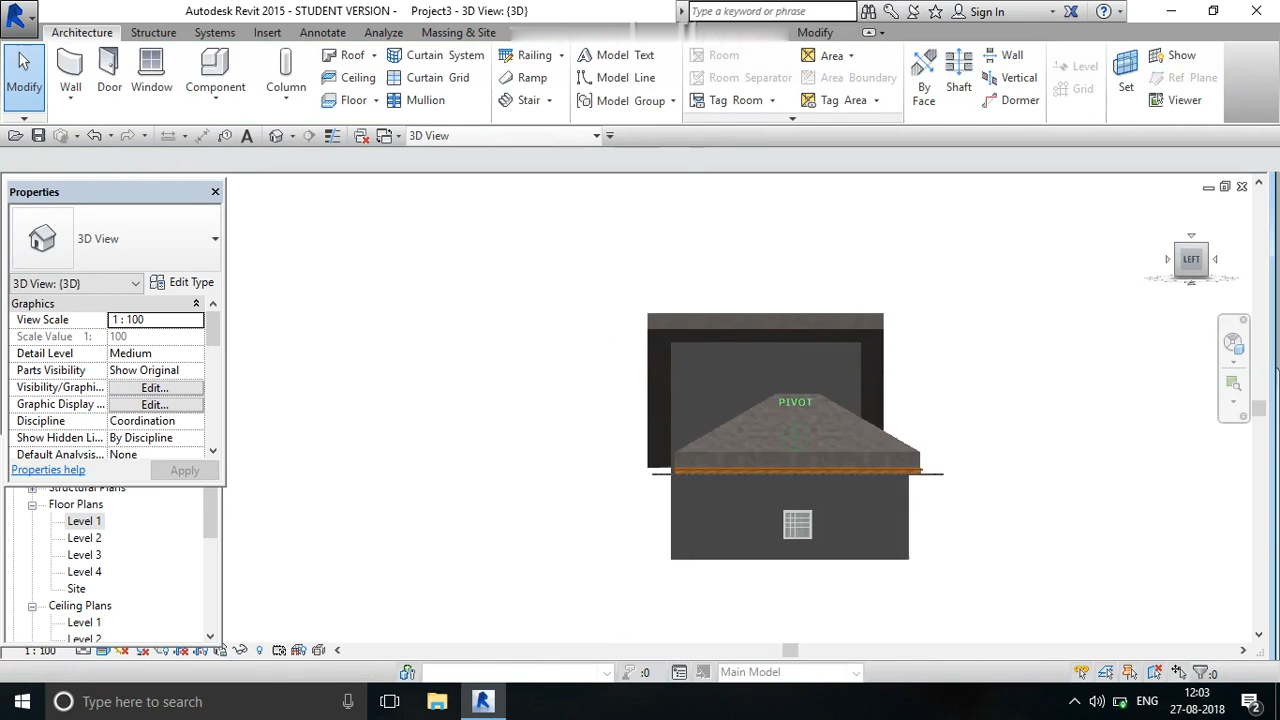 Autodesk Revit 2015 - STUDENT VERSION - Project3 - 3D View: {3D}
Type a keyword or phrase
Sign In
Architecture Structure Systems Insert Annotate Analyze Massing & Site Modify
Modify
Wall
Door
Window
Component
Column
Roof
Ceiling
Floor
Curtain System
Curtain Grid
Mullion
Railing
Ramp
Stair
Model Text
Model Line
Model Group
Room
Room Separator
Tag Room
Area
Area Boundary
Tag Area
By
Face
Shaft
Wall
Vertical
Dormer
Level
Grid
Set
Show
Ref Plane
Viewer
3D View
Properties
3D View
3D View: {3D} Edit Type
Graphics
View Scale 1 : 100
Scale Value 1: 100
Detail Level Medium
Parts Visibility Show Original
Visibility/Graphi... Edit...
Graphic Display ... Edit...
Discipline Coordination
Show Hidden Li... By Discipline
Default Analysis... None
Properties help Apply
Structural Plans
Floor Plans
Level 1
Level 2
Level 3
Level 4
Site
Ceiling Plans
Level 1
Level 2
LEFT
PIVOT
1 : 100
:0 Main Model :0
Type here to search
ENG
12:03
27-08-2018
2